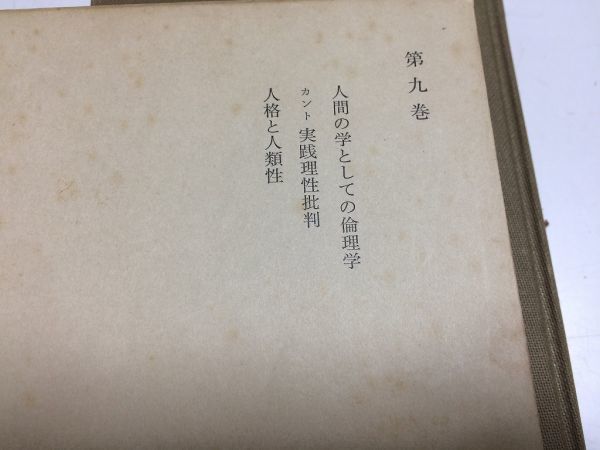 第九巻
人間の学としての倫理学
カント 実践理性批判
人格と人類性